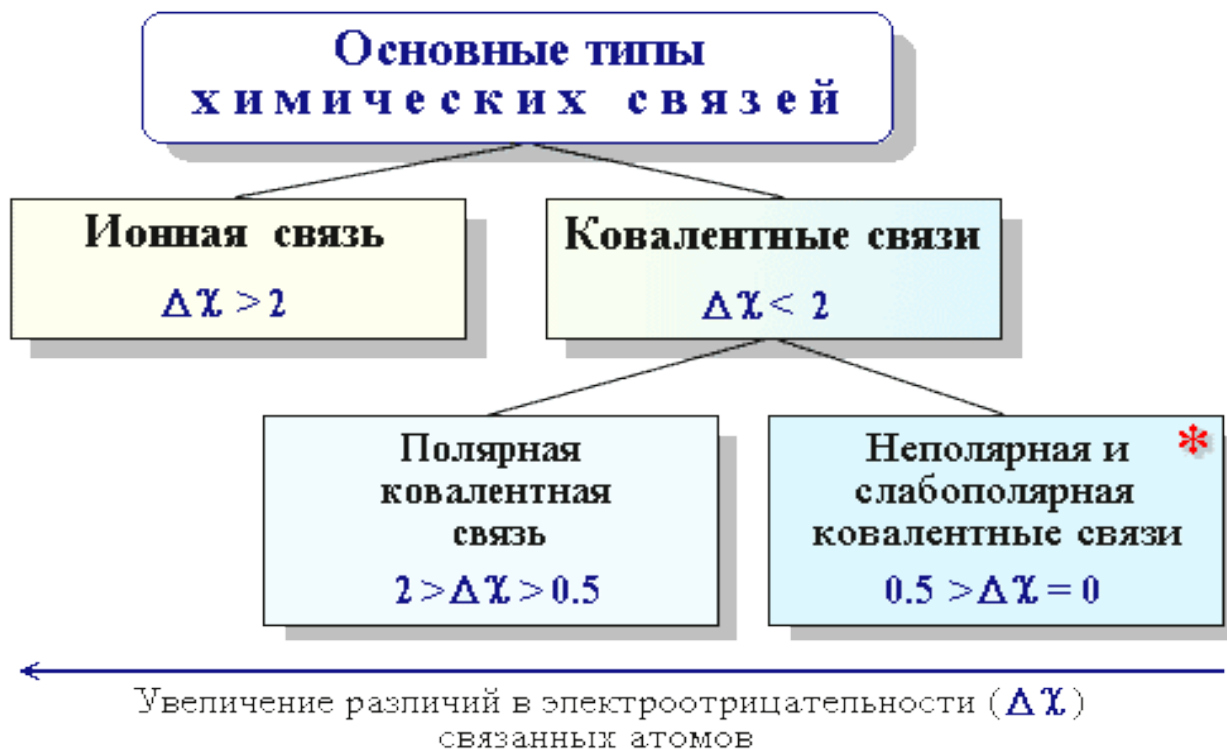 Основные типы
химических связей
Ионная связь
Δχ > 2
Ковалентные связи
Δχ < 2
Полярная
ковалентная
связь
2 > Δχ > 0.5
Неполярная и *
слабополярная
ковалентные связи
0.5 > Δχ = 0
Увеличение различий в электроотрицательности (Δχ)
связанных атомов